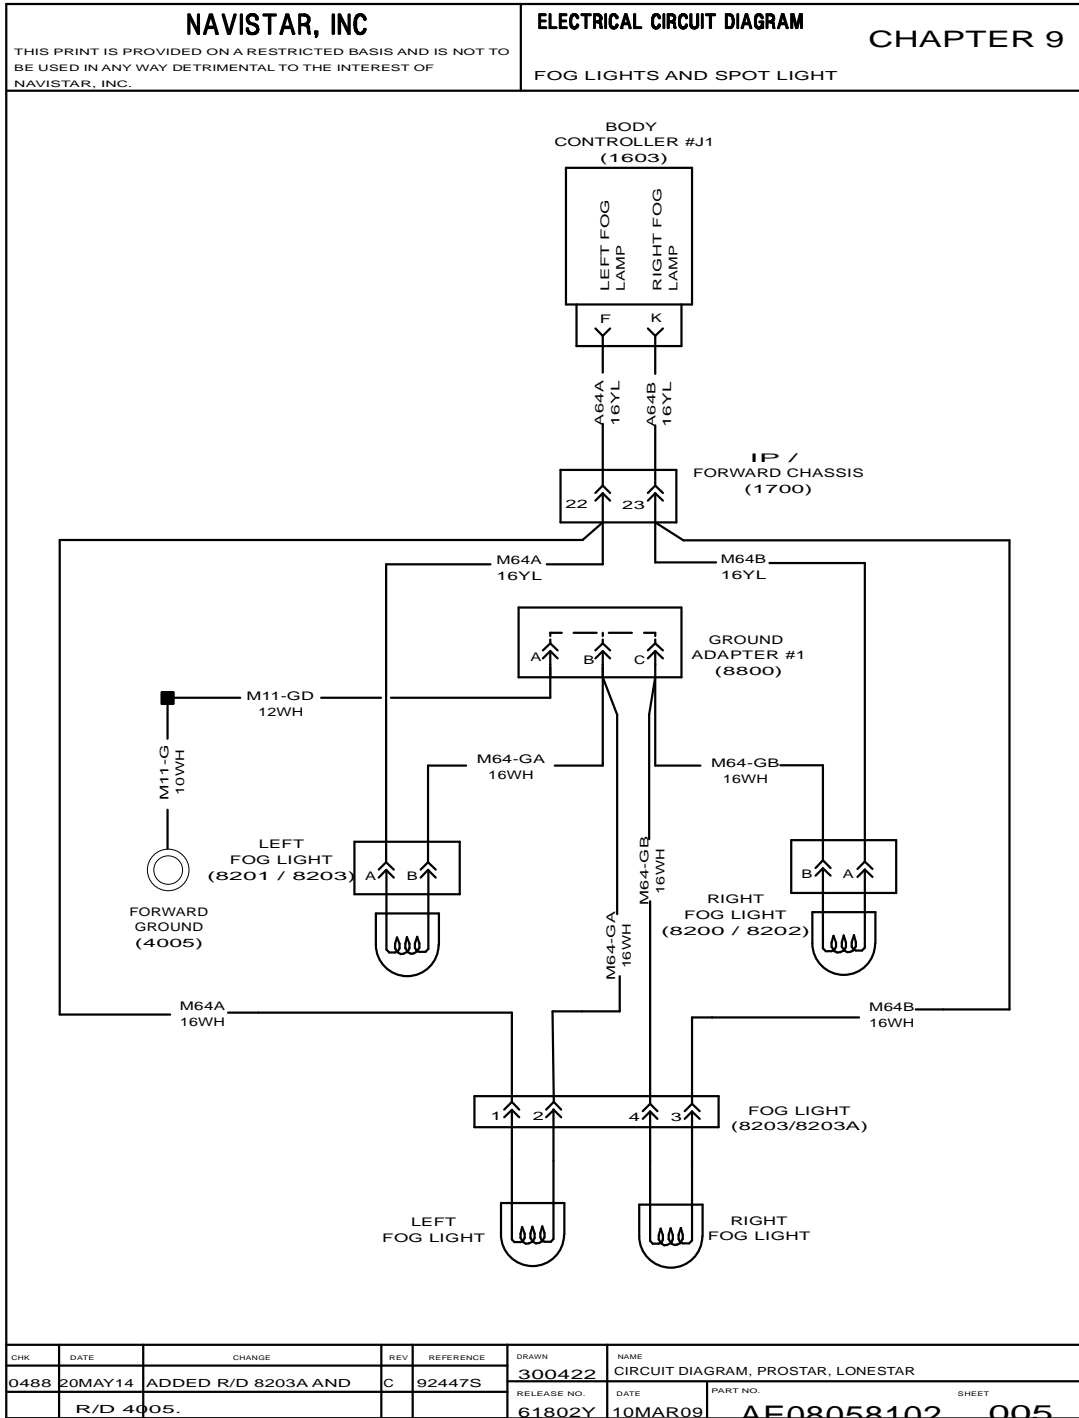 NAVISTAR, INC
THIS PRINT IS PROVIDED ON A RESTRICTED BASIS AND IS NOT TO
BE USED IN ANY WAY DETRIMENTAL TO THE INTEREST OF
NAVISTAR, INC.
ELECTRICAL CIRCUIT DIAGRAM
CHAPTER 9
FOG LIGHTS AND SPOT LIGHT
BODY
CONTROLLER #J1
(1603)
LEFT FOG
LAMP
RIGHT FOG
LAMP
F
K
A64A
16YL
A64B
16YL
IP /
FORWARD CHASSIS
(1700)
22
23
M64A
16YL
M64B
16YL
GROUND
ADAPTER #1
(8800)
A
B
C
M11-GD
12WH
M11-G
10WH
M64-GA
16WH
M64-GB
16WH
LEFT
FOG LIGHT
(8201 / 8203)
A
B
M64-GB
16WH
B
A
RIGHT
FOG LIGHT
(8200 / 8202)
FORWARD
GROUND
(4005)
M64-GA
16WH
M64A
16WH
M64B
16WH
1
2
4
3
FOG LIGHT
(8203/8203A)
LEFT
FOG LIGHT
RIGHT
FOG LIGHT
CHK DATE CHANGE REV REFERENCE
0488 20MAY14 ADDED R/D 8203A AND C 92447S
R/D 4005.
DRAWN
300422
NAME
CIRCUIT DIAGRAM, PROSTAR, LONESTAR
RELEASE NO. DATE PART NO. SHEET
61802Y 10MAR09 AE08058102 005